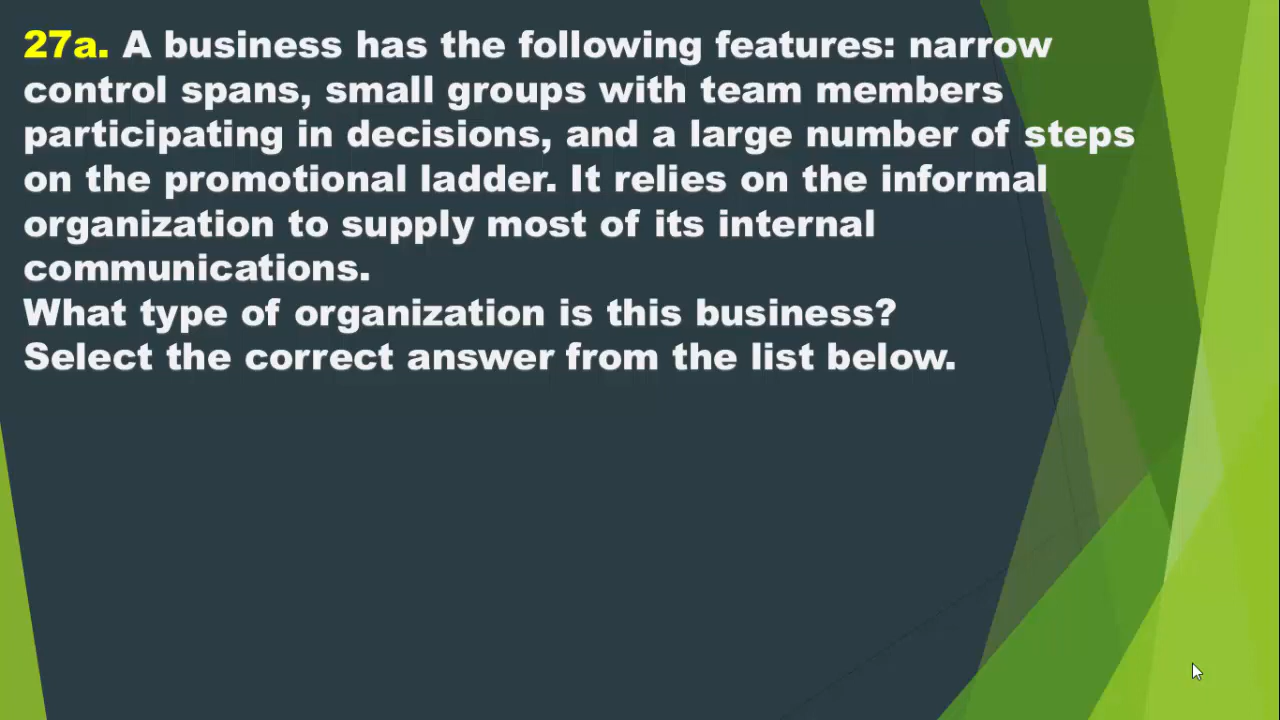 27a. A business has the following features: narrow
control spans, small groups with team members
participating in decisions, and a large number of steps
on the promotional ladder. It relies on the informal
organization to supply most of its internal
communications.
What type of organization is this business?
Select the correct answer from the list below.